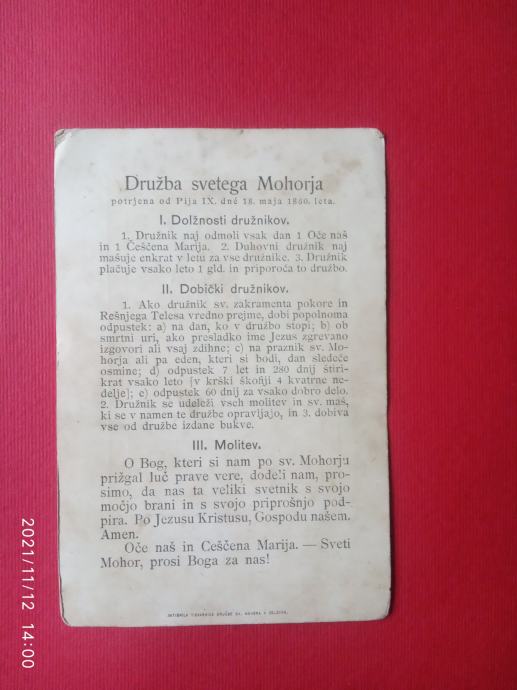 Družba svetega Mohorja
potrjena od Pija IX. dné 18. maja 1860. leta.
I. Dolžnosti družnikov.
1. Družnik naj odmoli vsak dan 1 Oče naš
in 1 Češčena Marija. 2. Duhovni družnik naj
mašuje enkrat v letu za vse družnike. 3. Družnik
plačuje vsako leto 1 gld. in priporoča to družbo.
II. Dobički družnikov.
1. Ako družnik sv. zakramenta pokore in
Rešnjega Telesa vredno prejme, dobi popolnoma
odpustek: a) na dan, ko v družbo stopi; b) ob
smrtni uri, ako presladko ime Jezus zgrevano
izgovori ali vsaj zdihne; c) na praznik sv. Mo-
horja ali pa eden, kteri si bodi, dan sledeče
osmine; d) odpustek 7 let in 280 dnij štiri-
krat vsako leto [v krški škofiji 4 kvatrne ne-
delje]; e) odpustek 60 dnij za vsako dobro delo.
2. Družnik se udeleži vseh molitev in sv. maš,
ki se v namen te družbe opravljajo, in 3. dobiva
vse od družbe izdane bukve.
III. Molitev.
O Bog, kteri si nam po sv. Mohorju
prižgal luč prave vere, dodeli nam, pro-
simo, da nas ta veliki svetnik s svojo
močjo brani in s svojo priprošnjo pod-
pira. Po Jezusu Kristusu, Gospodu našem.
Amen.
Oče naš in Češčena Marija. — Sveti
Mohor, prosi Boga za nas!
2021/11/12 14:00